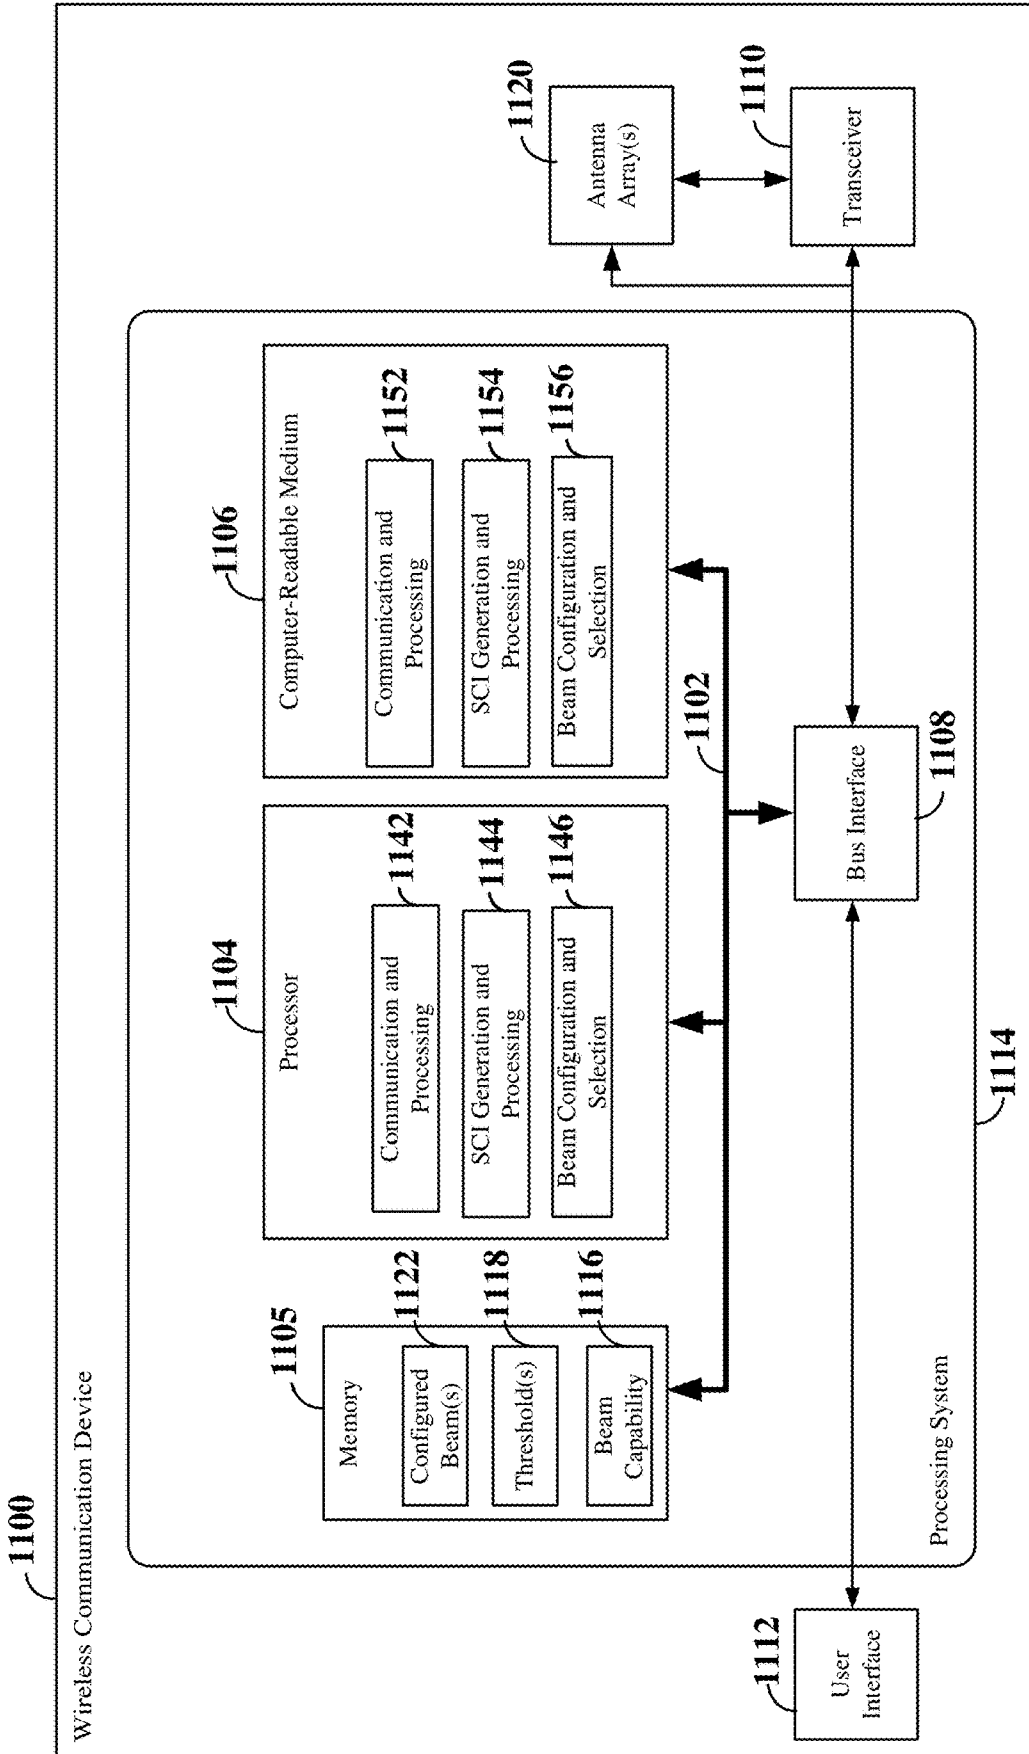 1100
Wireless Communication Device
1105
Memory
Configured
Beam(s)
1122
Threshold(s)
1118
Beam
Capability
1116
1104
Processor
Communication and
Processing
1142
SCI Generation and
Processing
1144
Beam Configuration and
Selection
1146
1106
Computer-Readable Medium
Communication and
Processing
1152
SCI Generation and
Processing
1154
Beam Configuration and
Selection
1156
1102
1120
Antenna
Array(s)
1112
User
Interface
Bus Interface
1108
1110
Transceiver
Processing System
1114